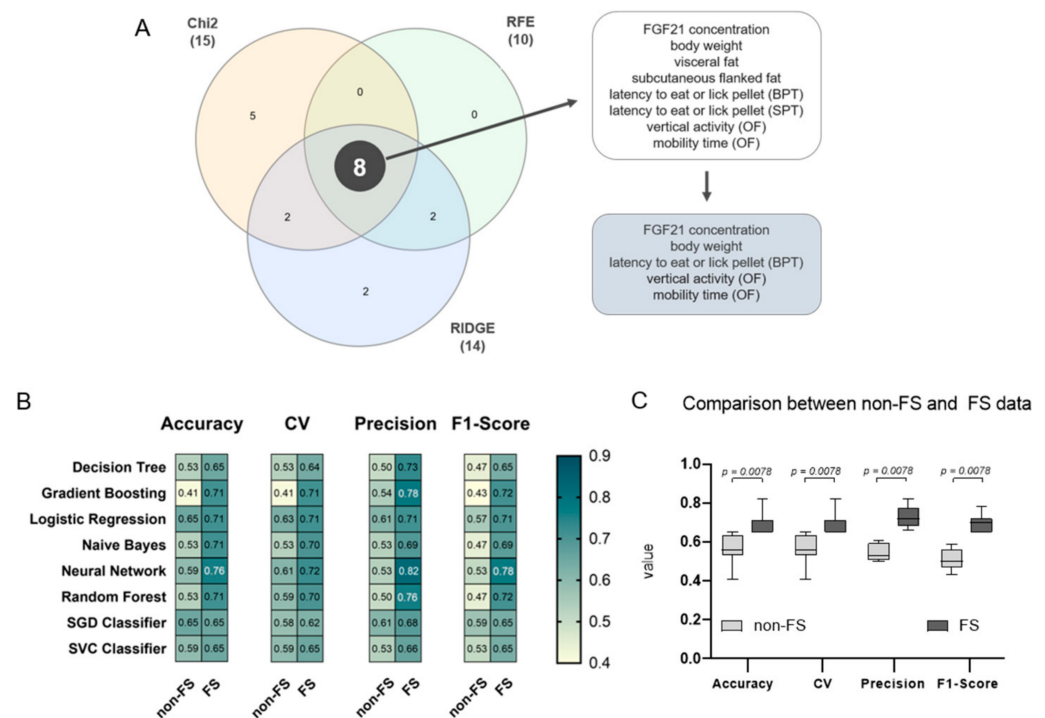 A
Chi2
(15)
RFE
(10)
5
0
0
8
2
2
2
RIDGE
(14)
FGF21 concentration
body weight
visceral fat
subcutaneous flanked fat
latency to eat or lick pellet (BPT)
latency to eat or lick pellet (SPT)
vertical activity (OF)
mobility time (OF)
FGF21 concentration
body weight
latency to eat or lick pellet (BPT)
vertical activity (OF)
mobility time (OF)
B
Accuracy CV Precision F1-Score
Decision Tree 0.53 0.65 0.53 0.64 0.50 0.73 0.47 0.65
Gradient Boosting 0.41 0.71 0.41 0.71 0.54 0.78 0.43 0.72
Logistic Regression 0.65 0.71 0.63 0.71 0.61 0.71 0.57 0.71
Naive Bayes 0.53 0.71 0.53 0.70 0.53 0.69 0.47 0.69
Neural Network 0.59 0.76 0.61 0.72 0.53 0.82 0.53 0.78
Random Forest 0.53 0.71 0.59 0.70 0.50 0.76 0.47 0.72
SGD Classifier 0.65 0.65 0.58 0.62 0.61 0.68 0.59 0.65
SVC Classifier 0.59 0.65 0.59 0.65 0.53 0.66 0.53 0.65
non-FS FS non-FS FS non-FS FS non-FS FS
0.9
0.8
0.7
0.6
0.5
0.4
C
Comparison between non-FS and FS data
p = 0.0078 p = 0.0078 p = 0.0078 p = 0.0078
value
1.0
0.8
0.6
0.4
0.2
0.0
non-FS FS
Accuracy CV Precision F1-Score